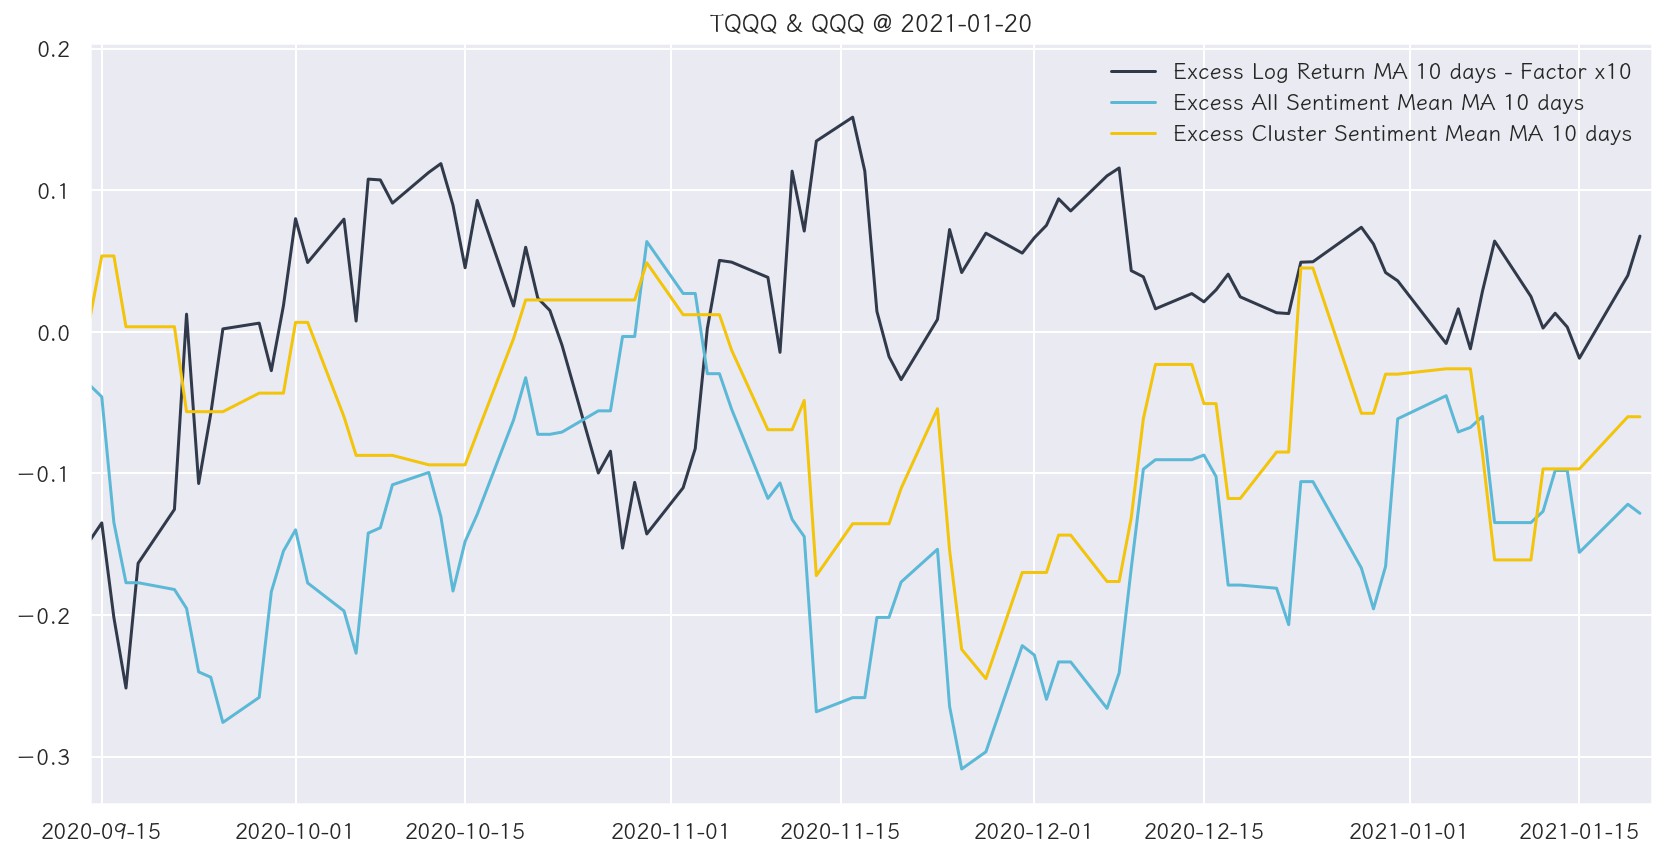 TQQQ & QQQ @ 2021-01-20
0.2
0.1
0.0
−0.1
−0.2
−0.3
Excess Log Return MA 10 days - Factor x10
Excess All Sentiment Mean MA 10 days
Excess Cluster Sentiment Mean MA 10 days
2020-09-15 2020-10-01 2020-10-15 2020-11-01 2020-11-15 2020-12-01 2020-12-15 2021-01-01 2021-01-15